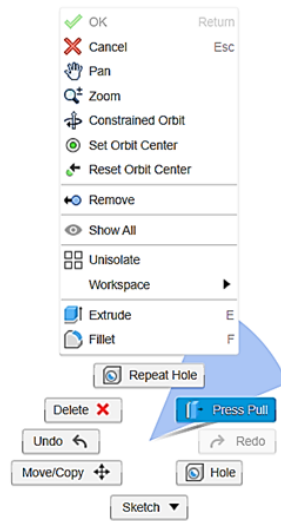 OK Return
Cancel Esc
Pan
Zoom
Constrained Orbit
Set Orbit Center
Reset Orbit Center
Remove
Show All
Unisolate
Workspace
Extrude E
Fillet F
Repeat Hole
Delete Press Pull
Undo Redo
Move/Copy Hole
Sketch